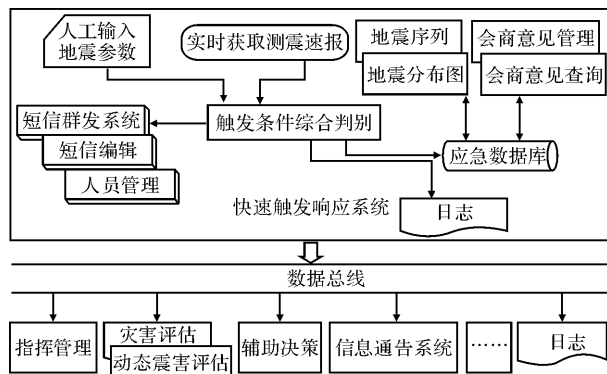 人工输入
地震参数
实时获取测震速报
地震序列
地震分布图
会商意见管理
会商意见查询
短信群发系统
短信编辑
人员管理
触发条件综合判别
应急数据库
快速触发响应系统
日志
数据总线
指挥管理
灾害评估
动态震害评估
辅助决策
信息通告系统
……
日志